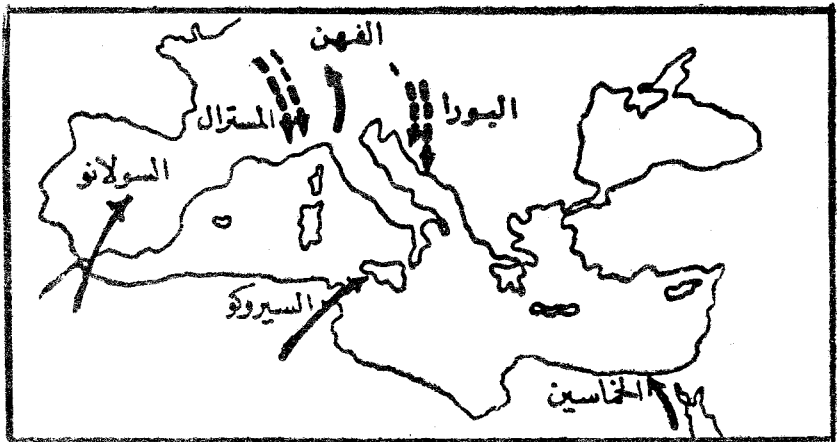 الفهن
المسترال
البورا
السولانو
السيروكو
الخماسين